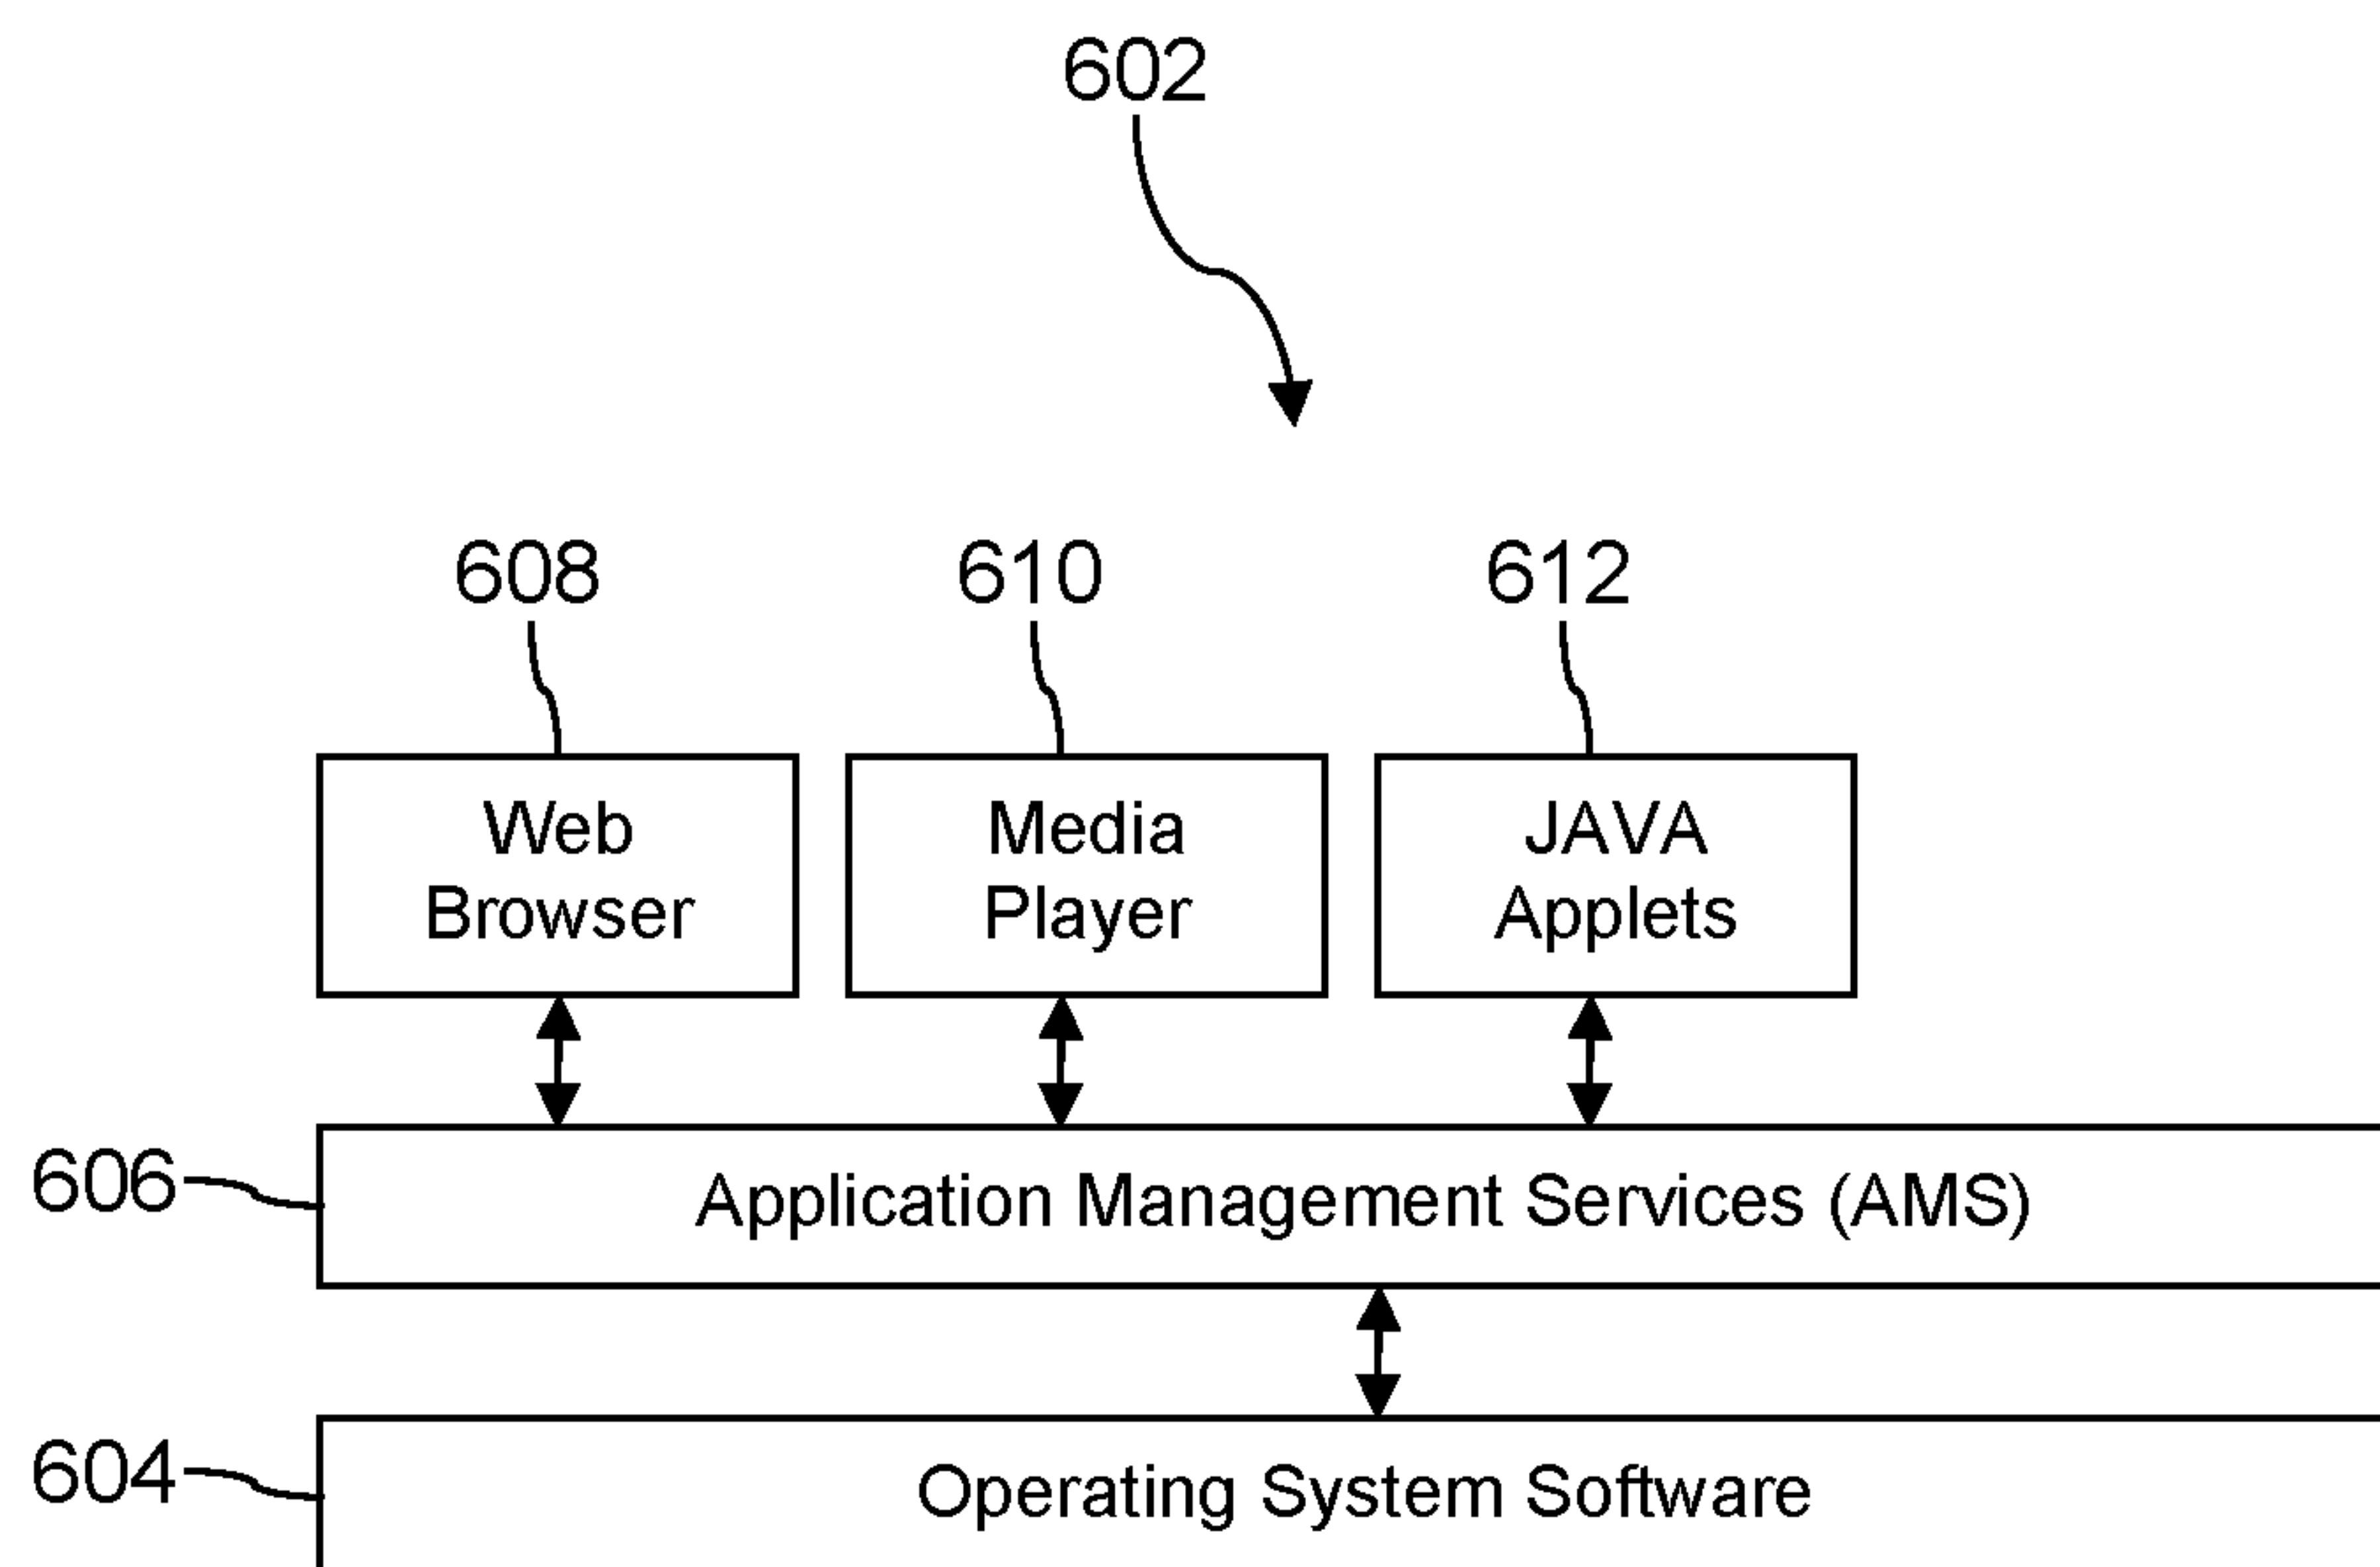 602
608
610
612
Web
Browser
Media
Player
JAVA
Applets
606
Application Management Services (AMS)
604
Operating System Software